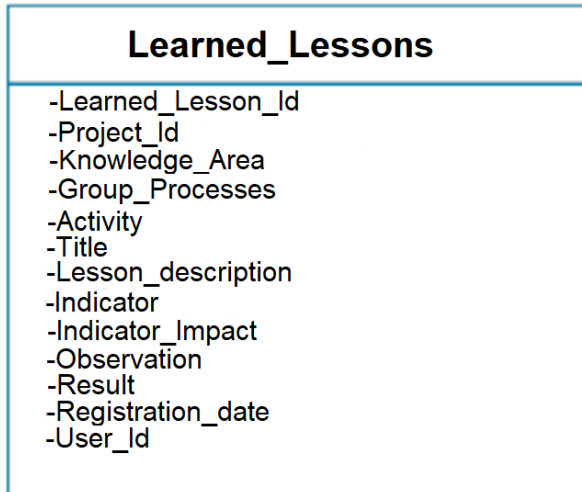 Learned_Lessons
-Learned_Lesson_Id
-Project_Id
-Knowledge_Area
-Group_Processes
-Activity
-Title
-Lesson_description
-Indicator
-Indicator_Impact
-Observation
-Result
-Registration_date
-User_Id